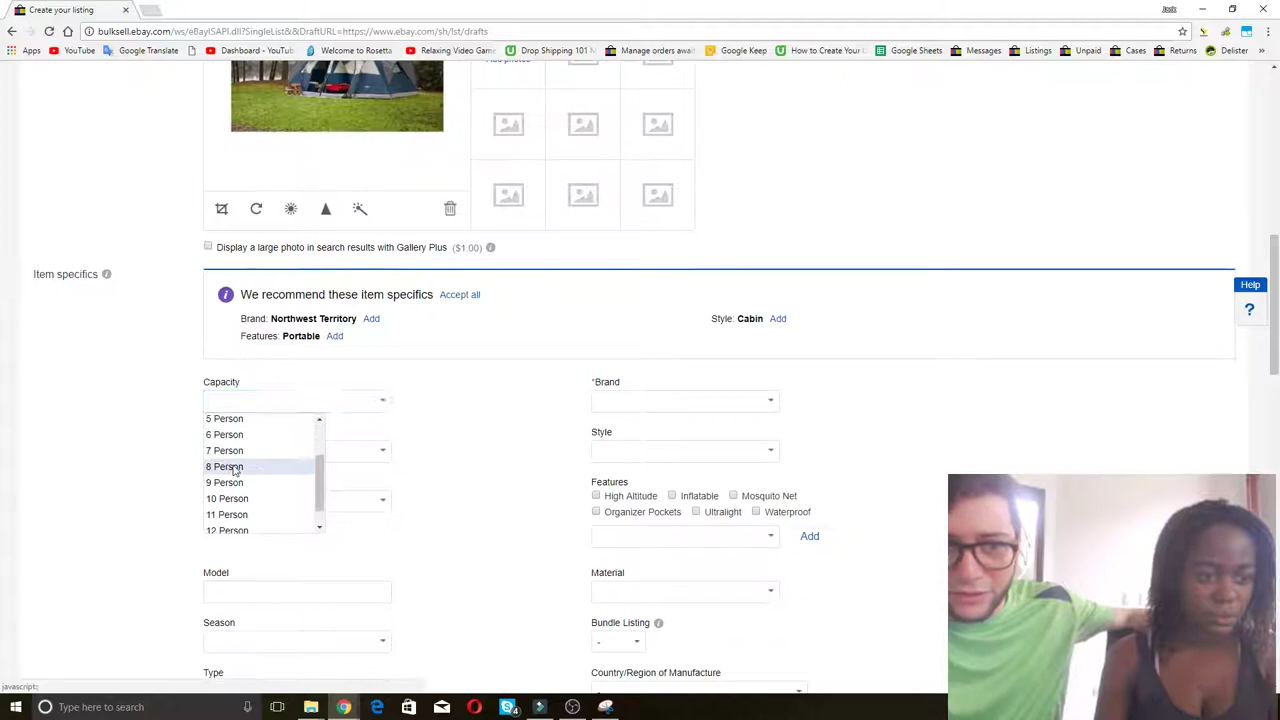 Create your listing
bulksell.ebay.com/ws/eBayISAPI.dll?SingleList&&DraftURL=https://www.ebay.com/sh/lst/drafts
Apps YouTube Google Translate Dashboard - YouTu Welcome to Rosetta Relaxing Video Game Drop Shipping 101 N Manage orders await Google Keep How to Create Your Google Sheets Messages Listings Unpaid Cases Returns Delister
Display a large photo in search results with Gallery Plus ($1.00)
Item specifics
We recommend these item specifics Accept all
Brand: Northwest Territory Add
Style: Cabin Add
Features: Portable Add
Help
?
Capacity
*Brand
5 Person
6 Person
7 Person
8 Person
9 Person
10 Person
11 Person
12 Person
Style
Features
High Altitude Inflatable Mosquito Net
Organizer Pockets Ultralight Waterproof
Add
Model
Material
Season
Bundle Listing
-
Type
Country/Region of Manufacture
-
javascript:;
Type here to search
4